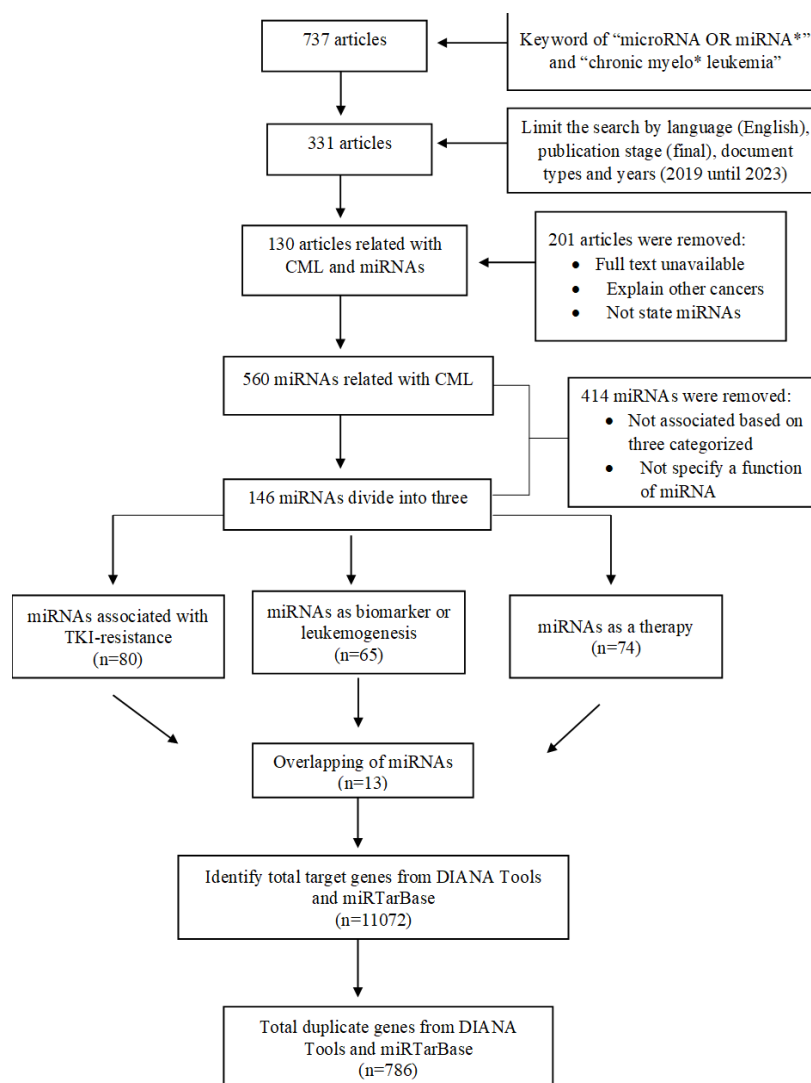 737 articles
Keyword of “microRNA OR miRNA*”
and “chronic myelo* leukemia”
331 articles
Limit the search by language (English),
publication stage (final), document
types and years (2019 until 2023)
130 articles related with
CML and miRNAs
201 articles were removed:
• Full text unavailable
• Explain other cancers
• Not state miRNAs
560 miRNAs related with CML
414 miRNAs were removed:
• Not associated based on
three categorized
• Not specify a function
of miRNA
146 miRNAs divide into three
miRNAs associated with
TKI-resistance
(n=80)
miRNAs as biomarker or
leukemogenesis
(n=65)
miRNAs as a therapy
(n=74)
Overlapping of miRNAs
(n=13)
Identify total target genes from DIANA Tools
and miRTarBase
(n=11072)
Total duplicate genes from DIANA
Tools and miRTarBase
(n=786)